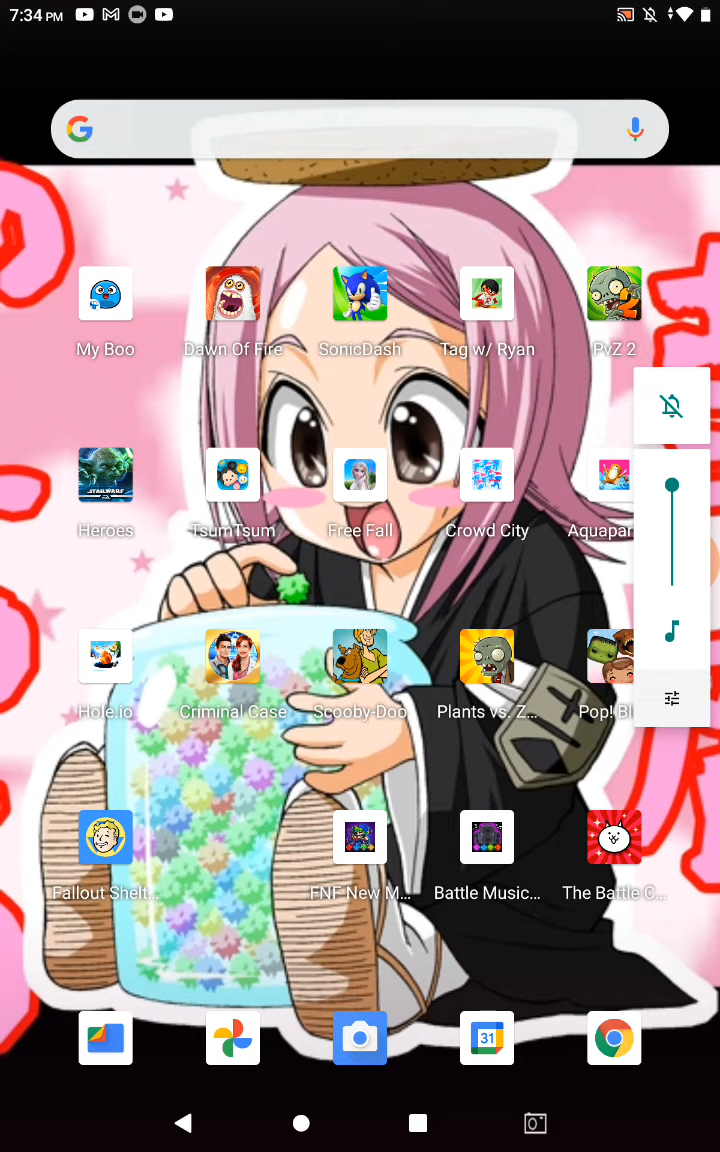 7:34 PM
My Boo
Dawn Of Fire
SonicDash
Tag w/ Ryan
PvZ 2
STAR WARS
Heroes
TsumTsum
Free Fall
Crowd City
Aquapar
Hole.io
Criminal Case
Scooby-Doo
Plants vs. Z...
Pop! Bl
Fallout Shelt...
FNF New M...
Battle Music...
The Battle C...
31